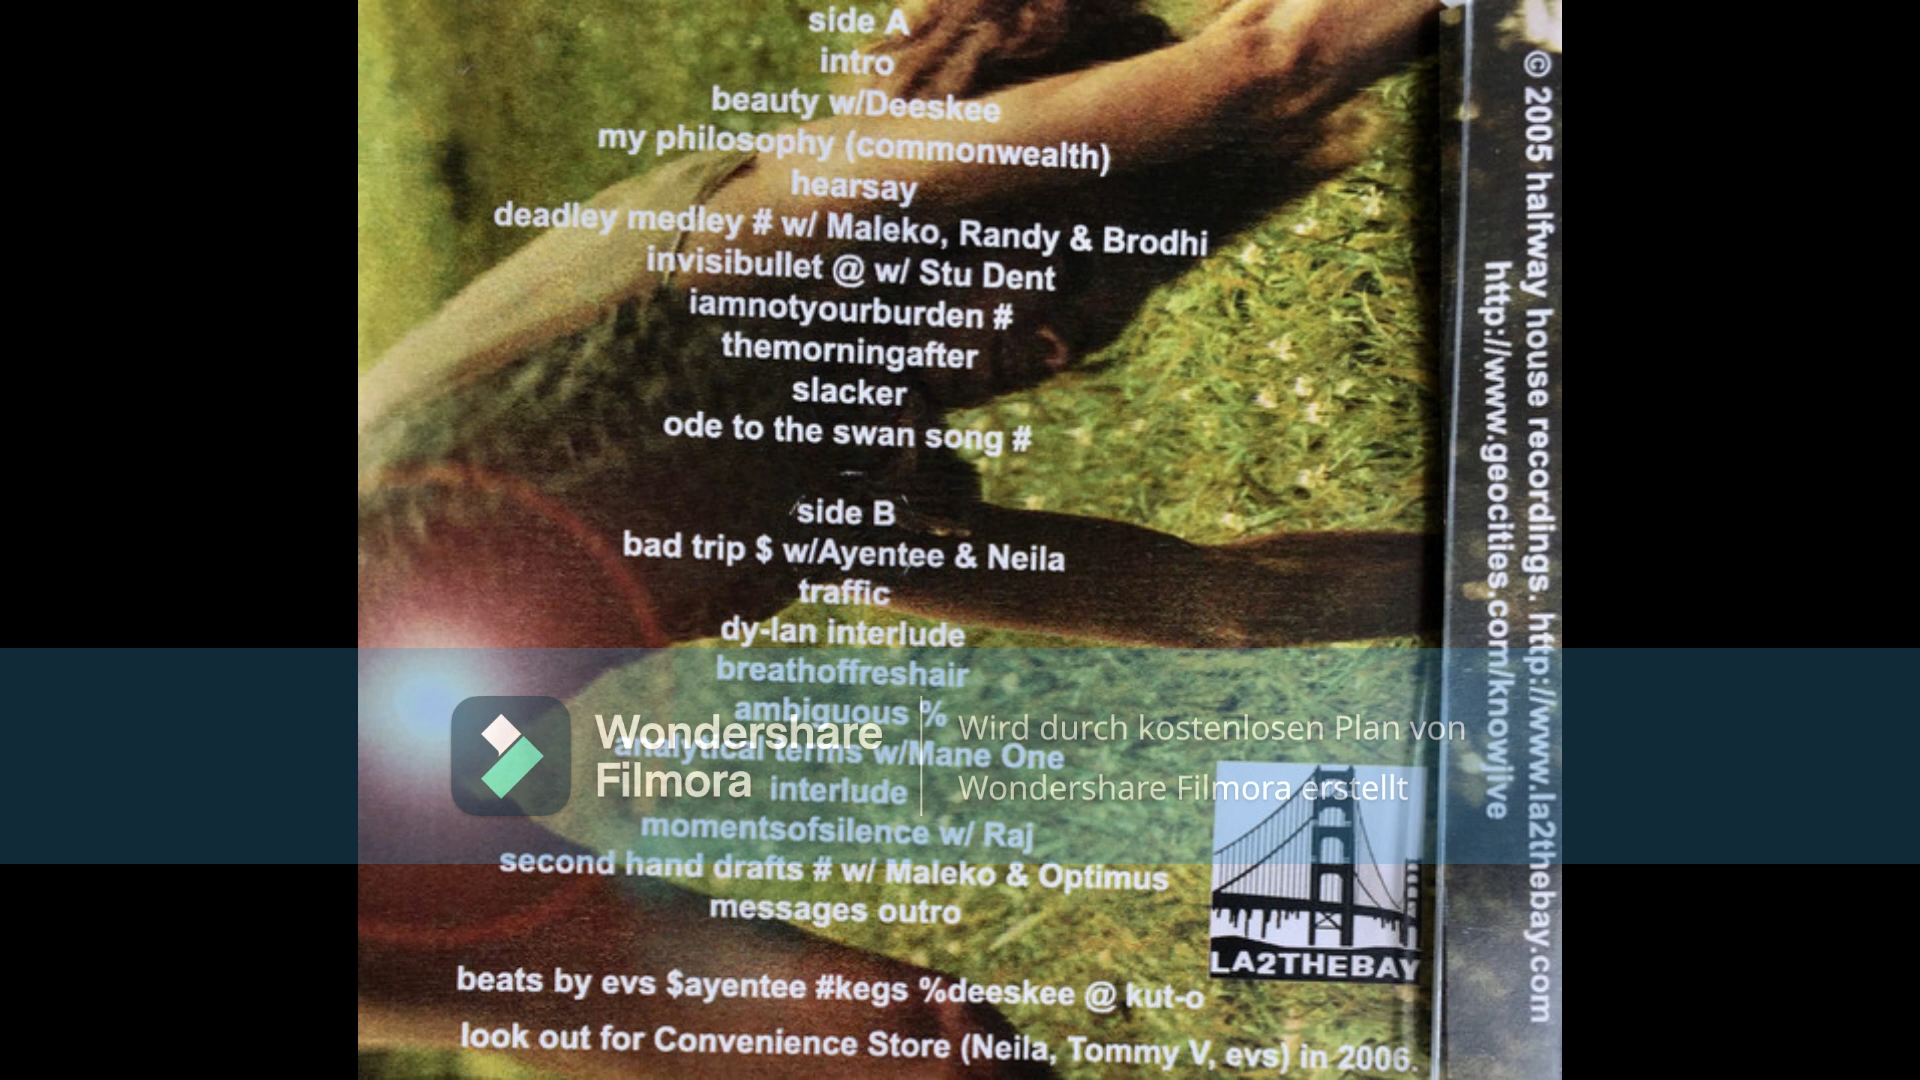 side A
intro
beauty w/Deeskee
my philosophy (commonwealth)
hearsay
deadley medley # w/ Maleko, Randy & Brodhi
invisibullet @ w/ Stu Dent
iamnotyourburden #
themorningafter
slacker
ode to the swan song #
side B
bad trip $ w/Ayentee & Neila
traffic
dy-lan interlude
breathoffreshair
ambiguous %
analytical terms w/Mane One
interlude
momentsofsilence w/ Raj
second hand drafts # w/ Maleko & Optimus
messages outro
beats by evs $ayentee #kegs %deeskee @ kut-o
look out for Convenience Store (Neila, Tommy V, evs) in 2006.
LA2THEBAY
© 2005 halfway house recordings. http://www.la2thebay.com
http://www.geocities.com/knowjive
Wondershare
Filmora
Wird durch kostenlosen Plan von
Wondershare Filmora erstellt